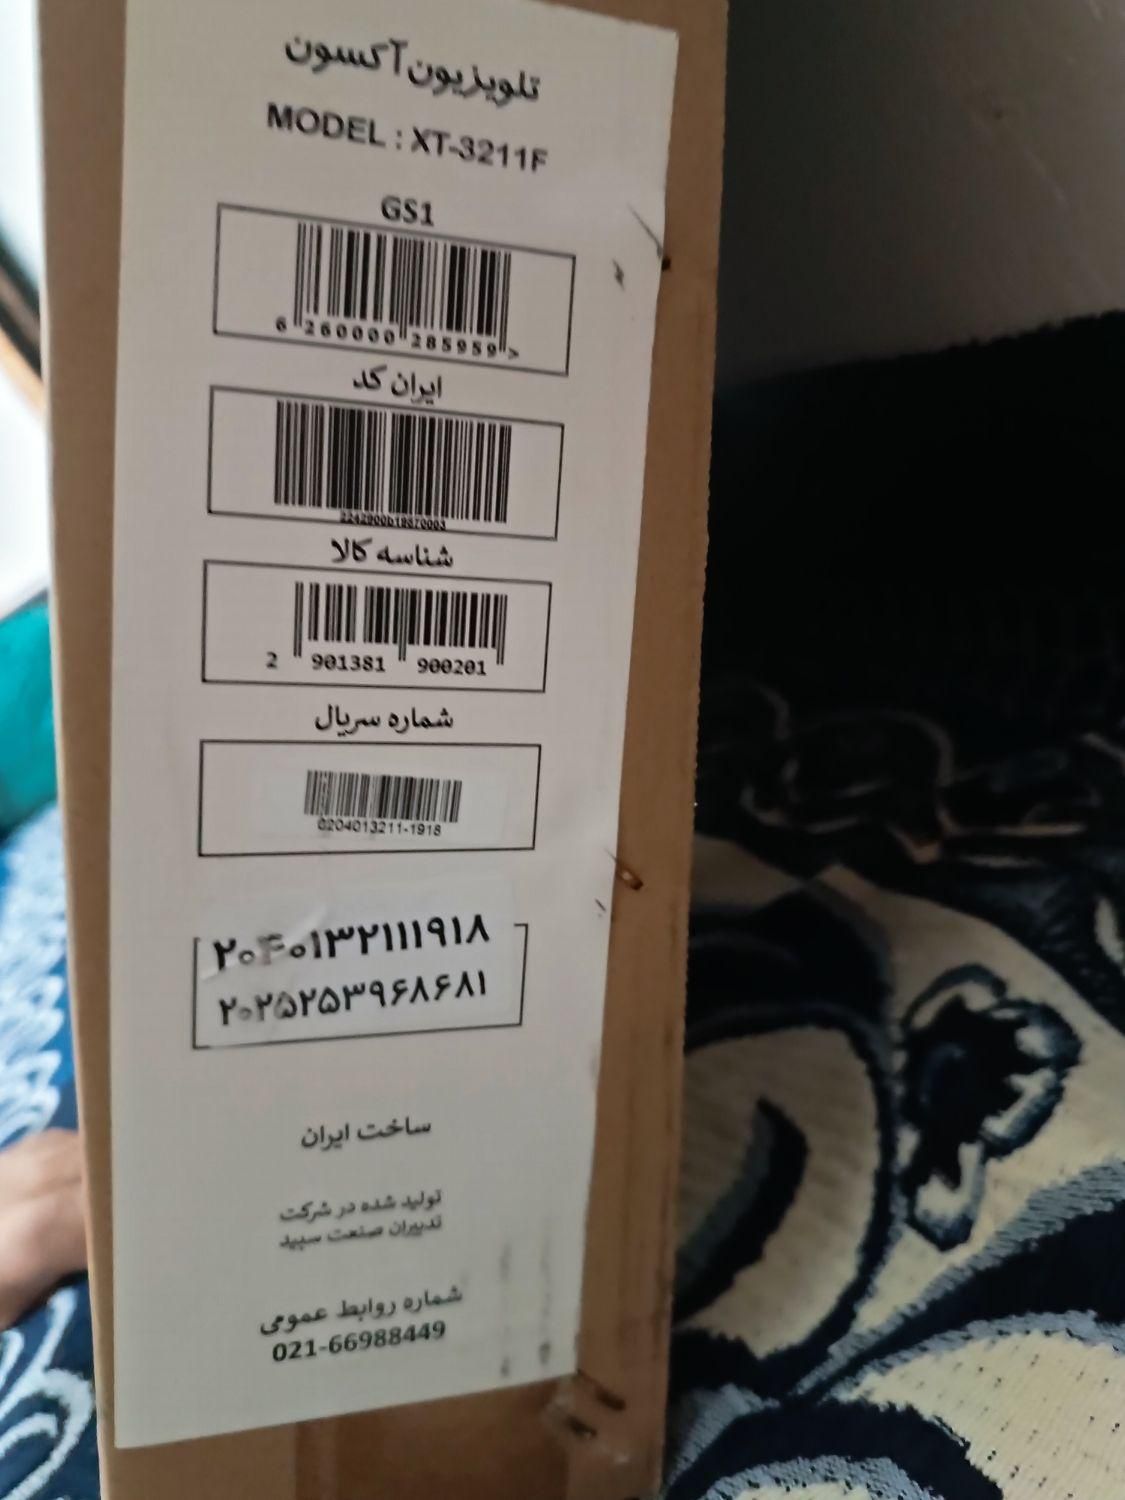 تلویزیون آکسون
MODEL : XT-3211F
GS1
6 260000 285959 >
ایران کد
شناسه کالا
2 901381 900201
شماره سریال
0204013211-1918
۲۰۴۰۱۳۲۱۱۱۹۱۸
۲۰۲۵۲۵۳۹۶۸۶۸۱
ساخت ایران
تولید شده در شرکت
تدبیران صنعت سپید
شماره روابط عمومی
021-66988449